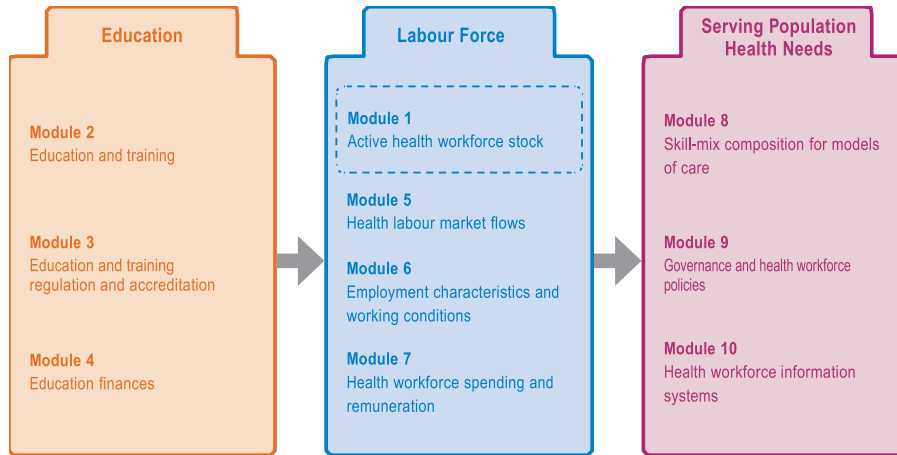 Education
Module 2
Education and training
Module 3
Education and training
regulation and accreditation
Module 4
Education finances
Labour Force
Module 1
Active health workforce stock
Module 5
Health labour market flows
Module 6
Employment characteristics and
working conditions
Module 7
Health workforce spending and
remuneration
Serving Population
Health Needs
Module 8
Skill-mix composition for models
of care
Module 9
Governance and health workforce
policies
Module 10
Health workforce information
systems